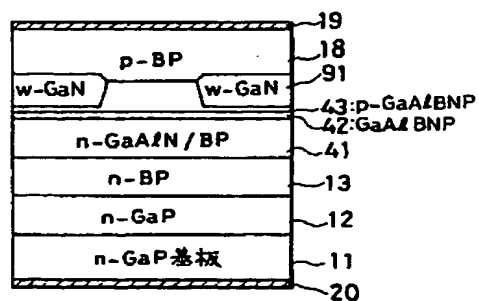 19
p-BP
18
w-GaN
w-GaN
91
43:p-GaAlBNP
42:GaAlBNP
n-GaAlN/BP
41
n-BP
13
n-GaP
12
n-GaP基板
11
20